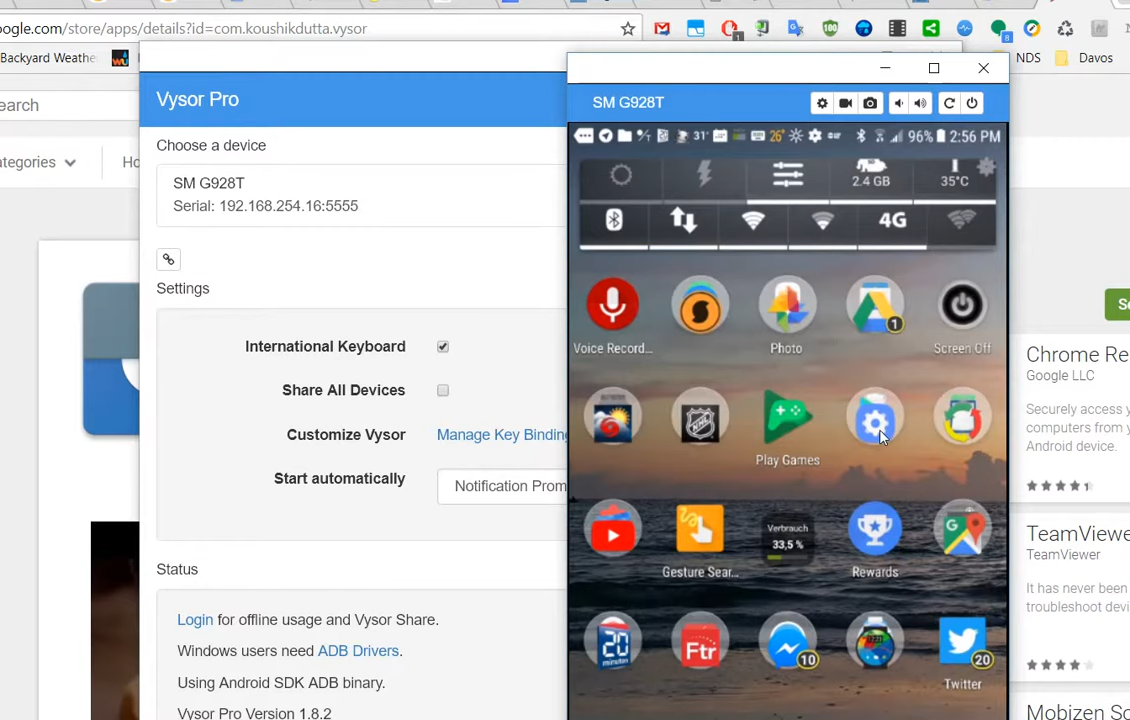 oogle.com/store/apps/details?id=com.koushikdutta.vysor
Backyard Weathe
NDS
Davos
earch
ategories
Ho
Vysor Pro
Choose a device
SM G928T
Serial: 192.168.254.16:5555
Settings
International Keyboard
Share All Devices
Customize Vysor
Manage Key Binding
Start automatically
Notification Prom
Status
Login for offline usage and Vysor Share.
Windows users need ADB Drivers.
Using Android SDK ADB binary.
Vysor Pro Version 1.8.2
SM G928T
31° 26° 96% 2:56 PM
2.4 GB
35°C
4G
Voice Record...
Photo
1
Screen Off
NHL
Play Games
Gesture Sear...
Verbrauch
33,5 %
Rewards
20
minuten
Ftr
10
20
Twitter
Chrome Re
Google LLC
Securely access y
computers from y
Android device.
TeamViewe
TeamViewer
It has never been
troubleshoot devi
Mobizen Sc